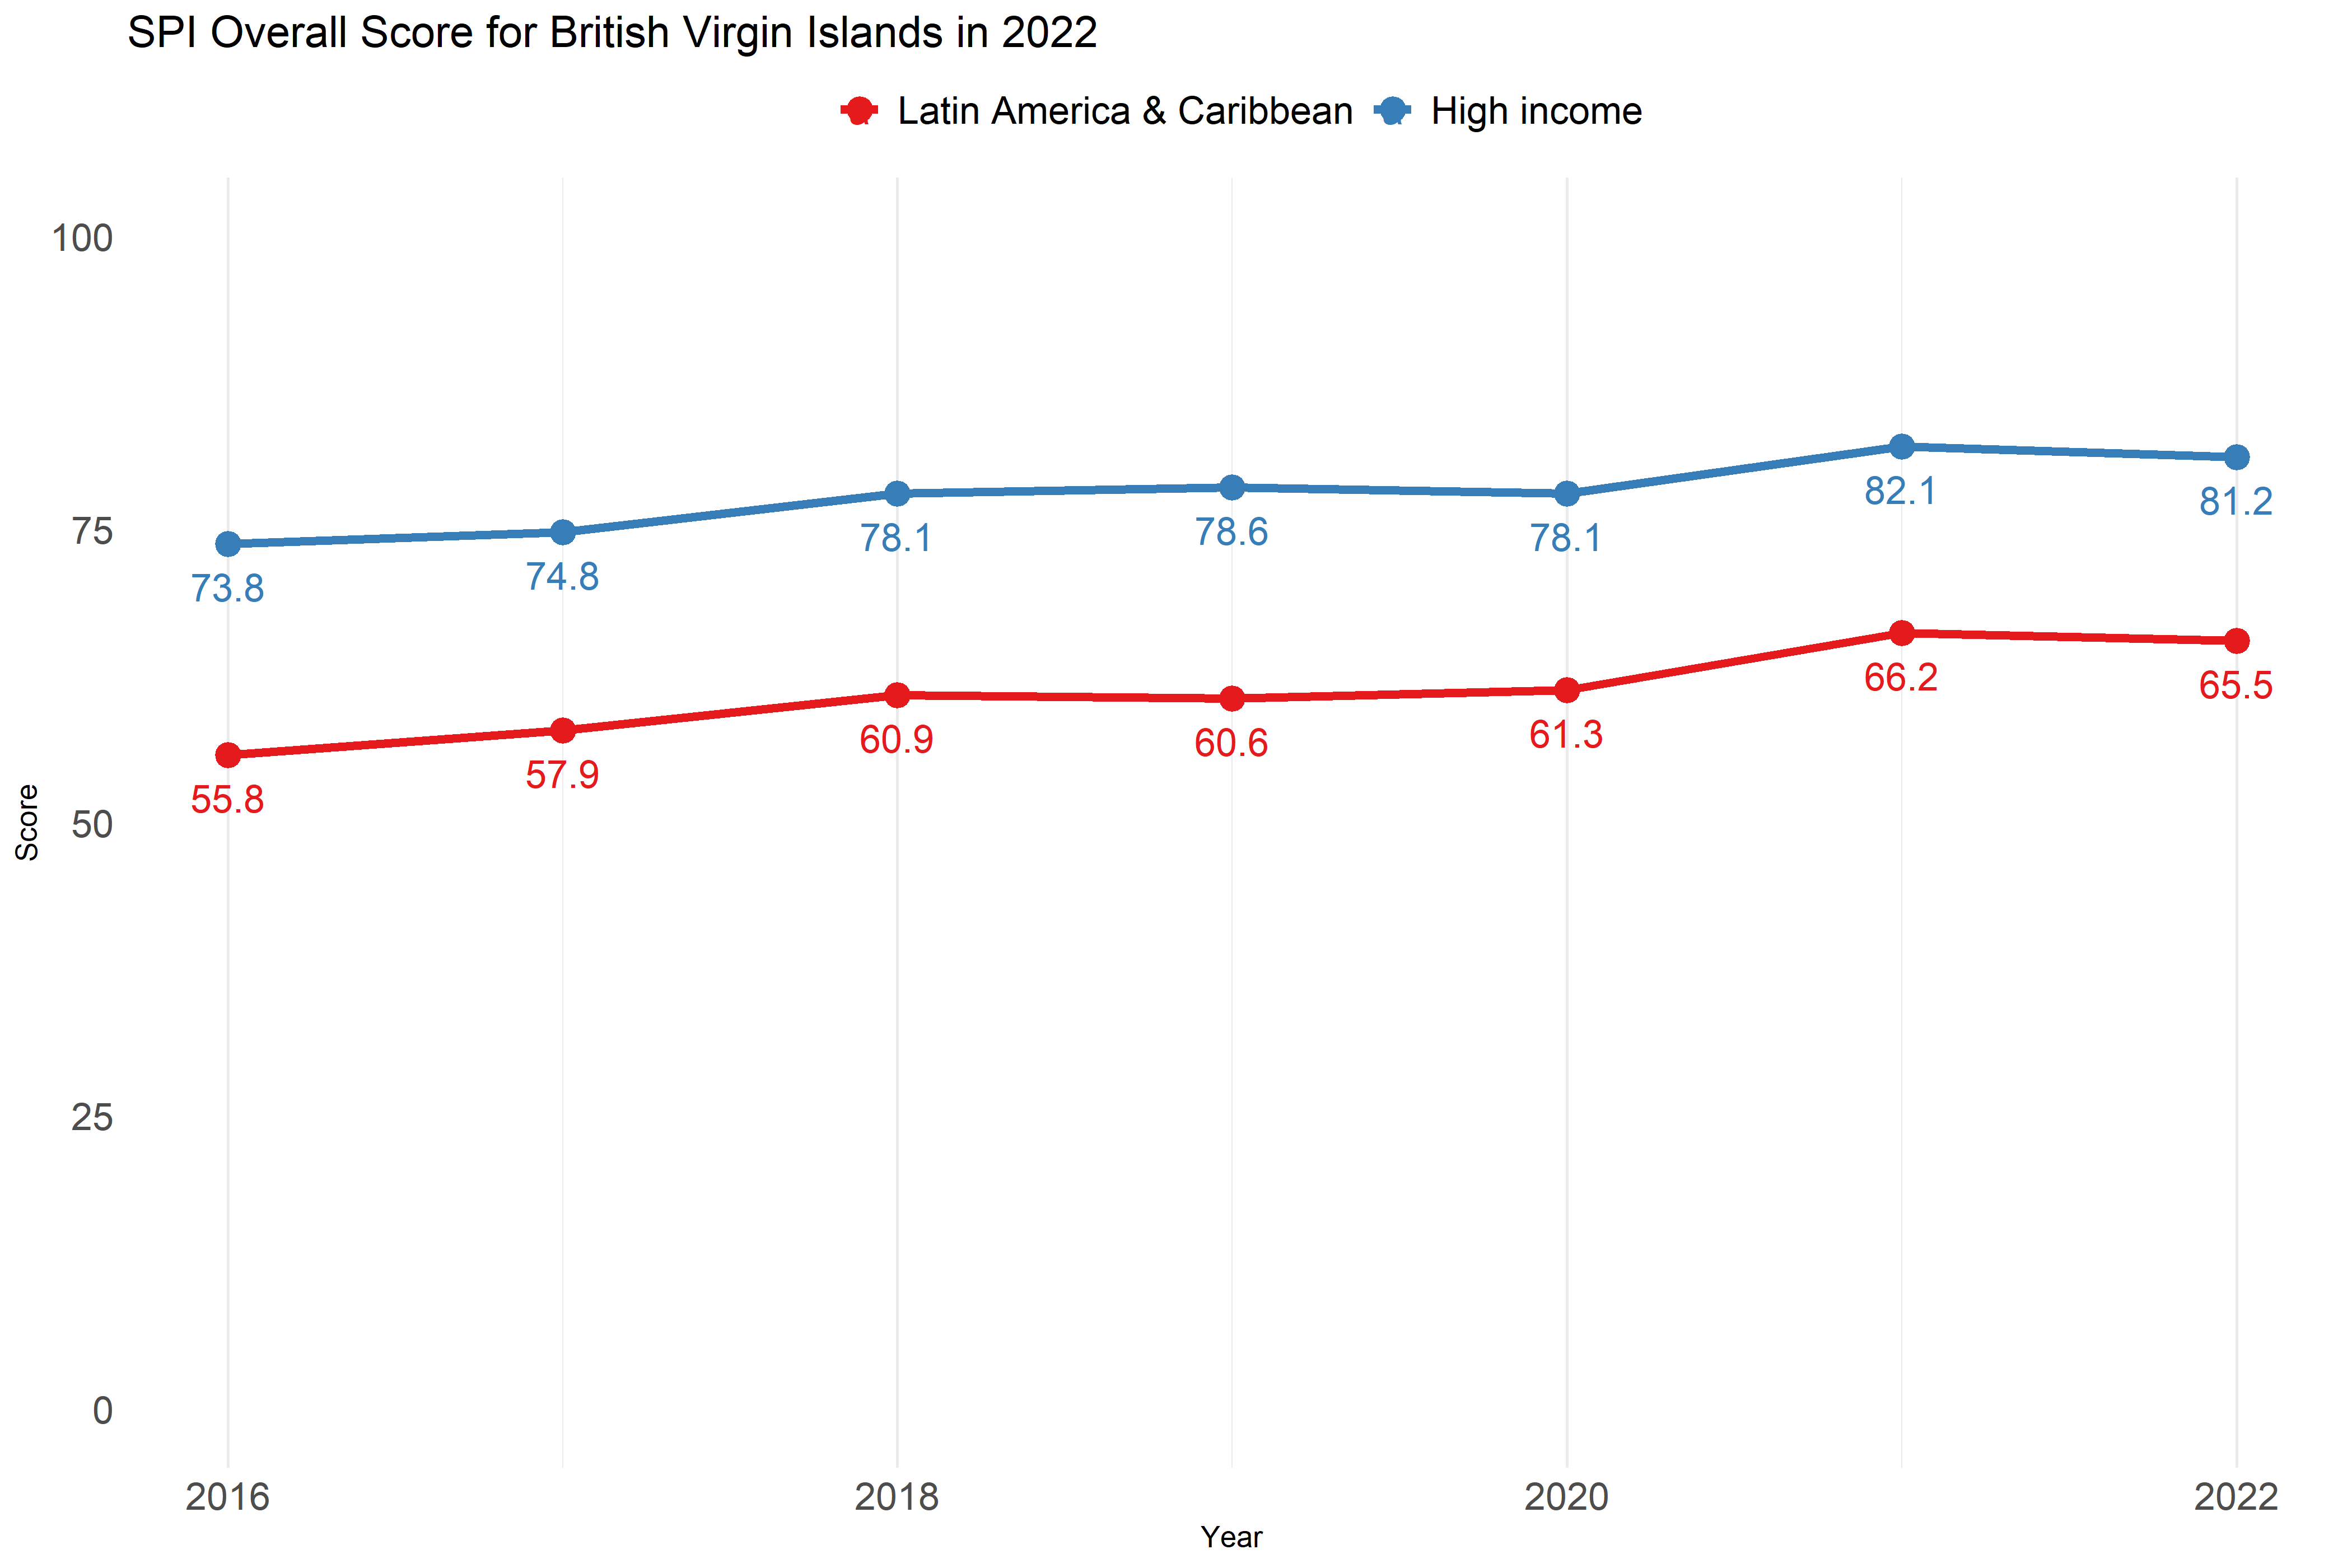 SPI Overall Score for British Virgin Islands in 2022
Latin America & Caribbean High income
100
75
50
25
0
Score
73.8 74.8 78.1 78.6 78.1 82.1 81.2
55.8 57.9 60.9 60.6 61.3 66.2 65.5
2016 2018 2020 2022
Year